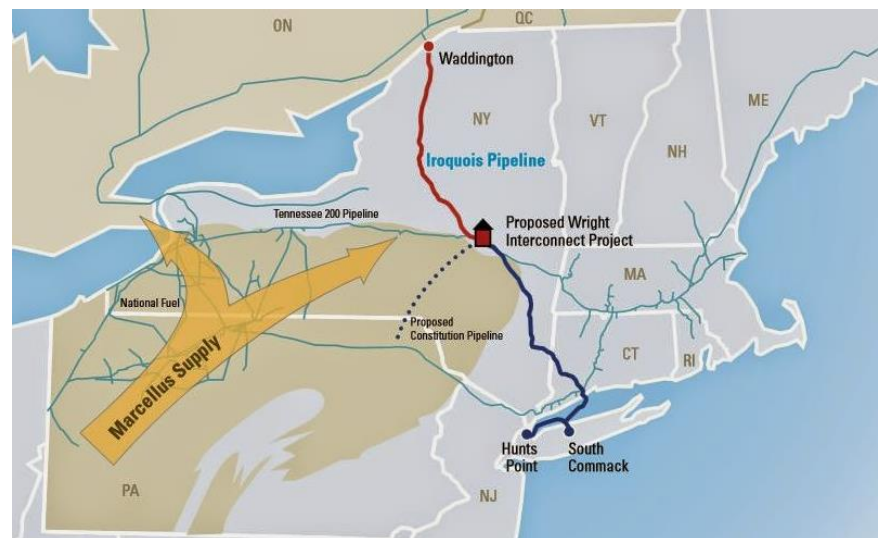 ON
QC
Waddington
ME
NY
VT
NH
Iroquois Pipeline
Tennessee 200 Pipeline
Proposed Wright
Interconnect Project
MA
National Fuel
Proposed
Constitution Pipeline
Marcellus Supply
CT
RI
Hunts
Point
South
Commack
PA
NJ